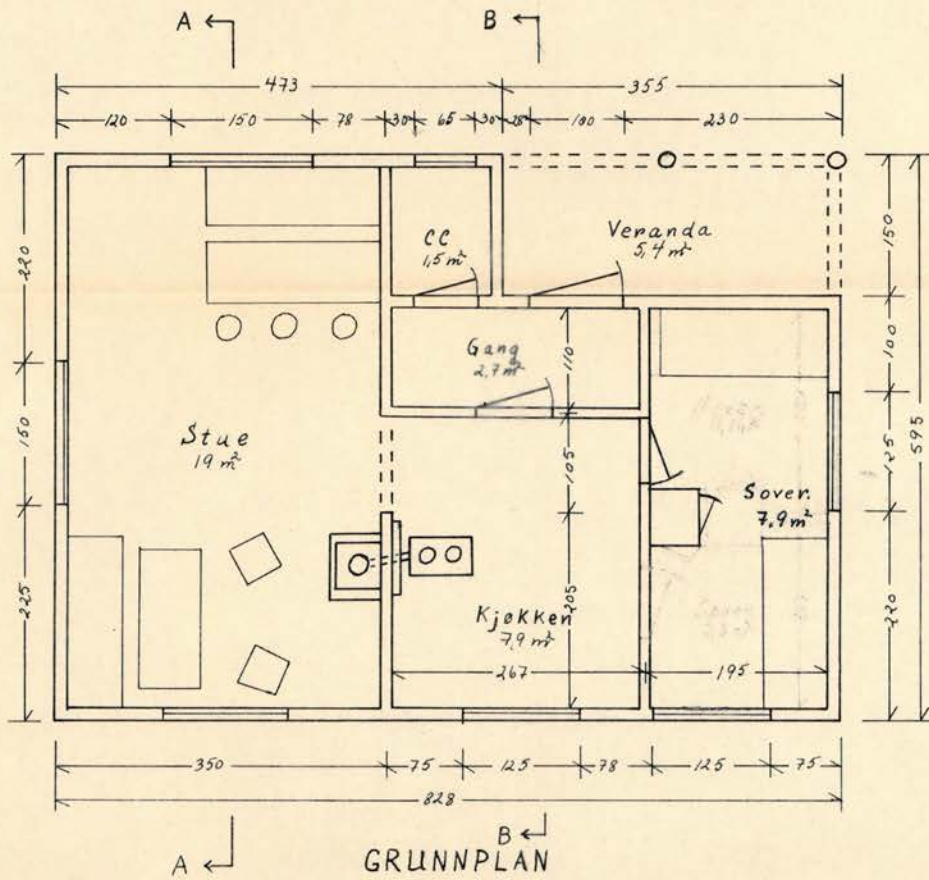 A B
473 355
120 150 78 30 65 30 28 100 230
220
150
225
CC
1,5 m²
Veranda
5,4 m²
150
100
125
220
595
Gang
2,7 m²
110
105
205
Stue
19 m²
Sover.
7,9 m²
Kjøkken
7,9 m²
267 195
350 75 125 78 125 75
828
A B
GRUNNPLAN